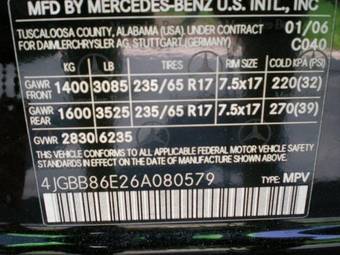 MFD BY MERCEDES-BENZ U.S. INT'L., INC
TUSCALOOSA COUNTY, ALABAMA (USA), UNDER CONTRACT 01/06
FOR DAIMLERCHRYSLER AG, STUTTGART,(GERMANY) C040
KG LB TIRES RIM SIZE COLD KPA (PSI)
GAWR FRONT 1400 3085 235/65 R17 7.5x17 220(32)
GAWR REAR 1600 3525 235/65 R17 7.5x17 270(39)
GVWR 2830 6235
THIS VEHICLE CONFORMS TO ALL APPLICABLE FEDERAL MOTOR VEHICLE SAFETY
STANDARDS IN EFFECT ON THE DATE OF MANUFACTURE SHOWN ABOVE.
4JGBB86E26A080579 TYPE: MPV